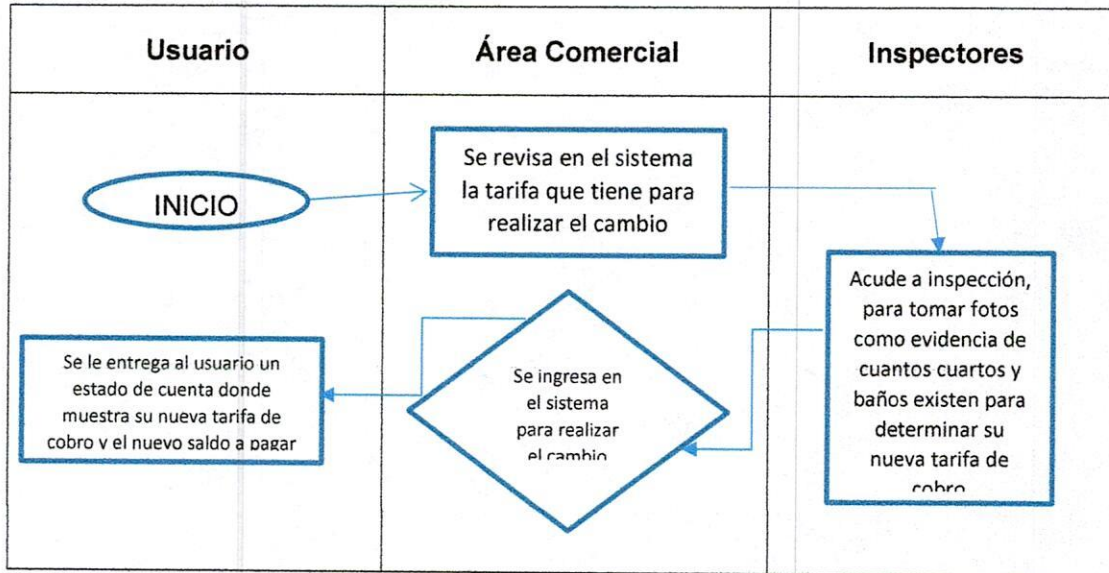 Usuario
Área Comercial
Inspectores
INICIO
Se revisa en el sistema
la tarifa que tiene para
realizar el cambio
Acude a inspección,
para tomar fotos
como evidencia de
cuantos cuartos y
baños existen para
determinar su
nueva tarifa de
cobro
Se ingresa en
el sistema
para realizar
el cambio
Se le entrega al usuario un
estado de cuenta donde
muestra su nueva tarifa de
cobro y el nuevo saldo a pagar